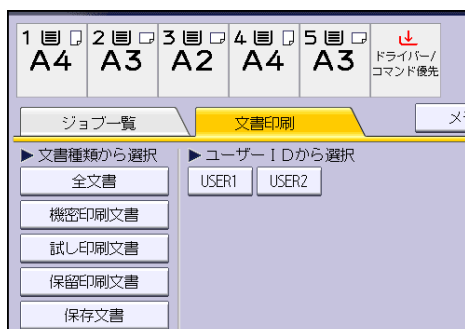 1 2 3 4 5
A4 A3 A2 A4 A3 ドライバー/
コマンド優先
ジョブ一覧 文書印刷 メ
▶文書種類から選択 ▶ユーザーIDから選択
全文書 USER1 USER2
機密印刷文書
試し印刷文書
保留印刷文書
保存文書